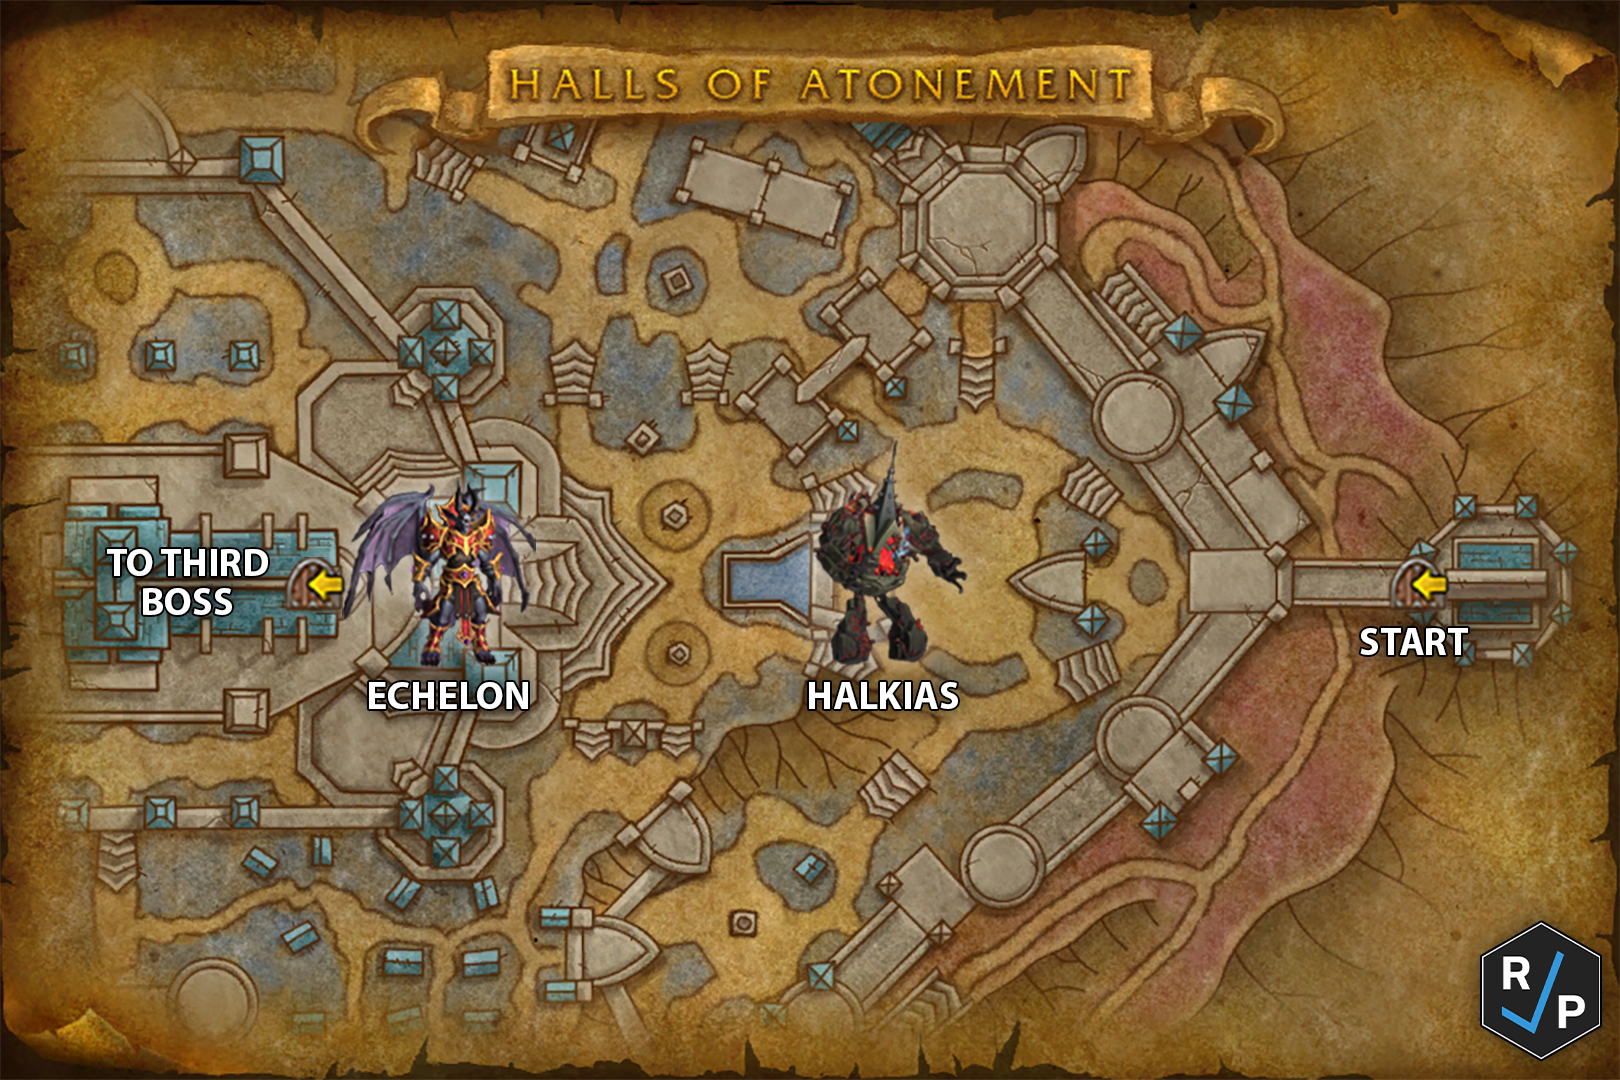 HALLS OF ATONEMENT
TO THIRD
BOSS
START
ECHELON
HALKIAS
R
P